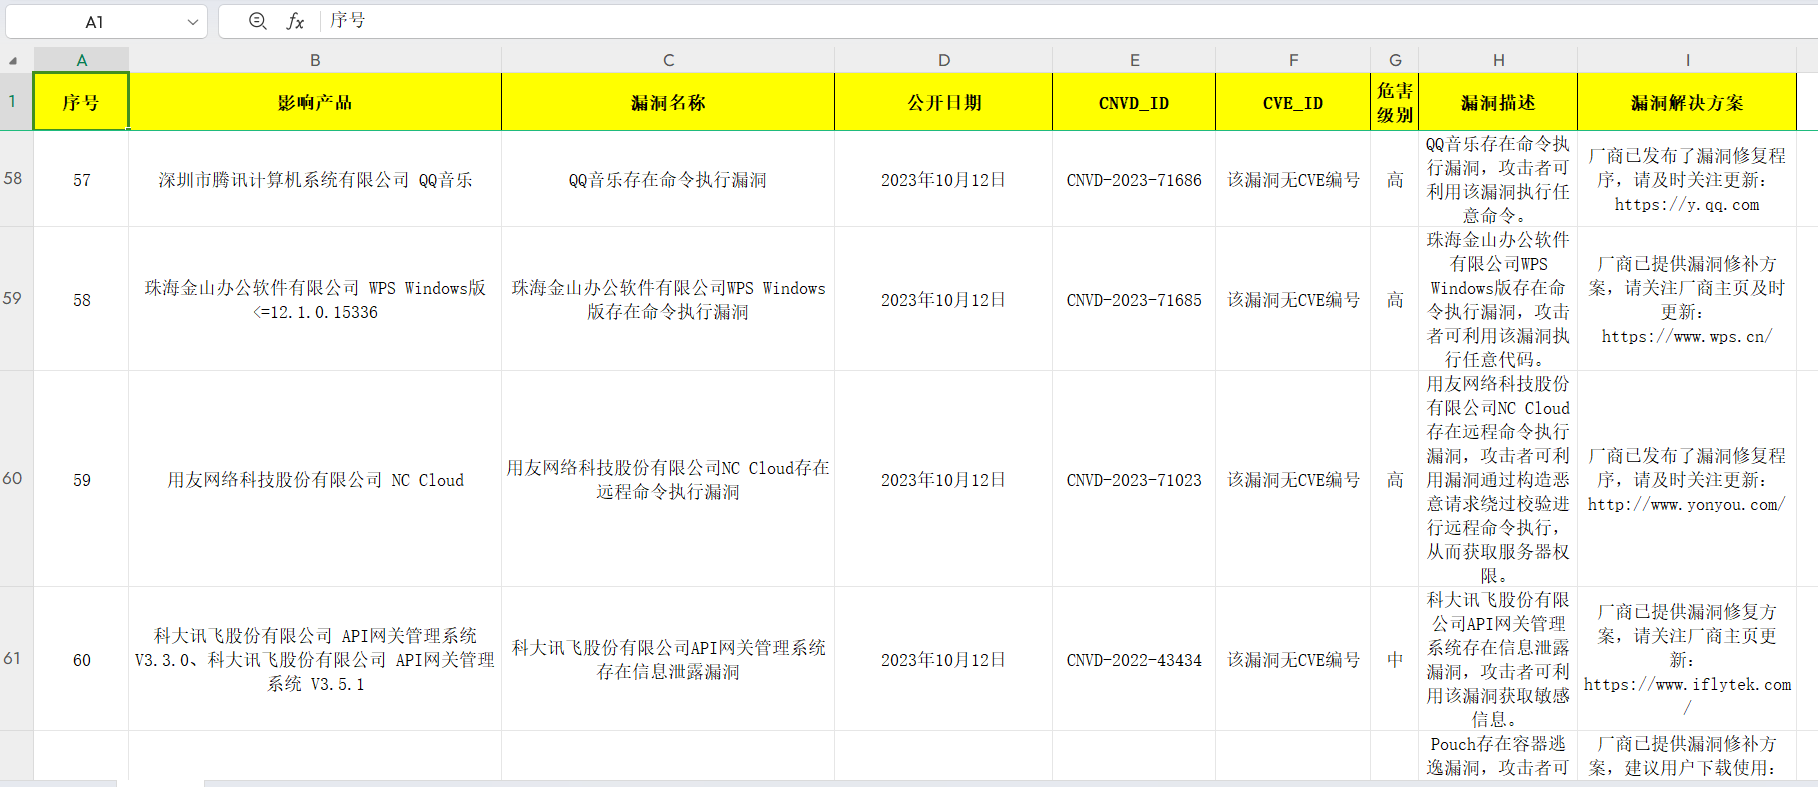 A1
fx 序号
A B C D E F G H I
1
序号
影响产品
漏洞名称
公开日期
CNVD_ID
CVE_ID
危害
级别
漏洞描述
漏洞解决方案
58
57
深圳市腾讯计算机系统有限公司 QQ音乐
QQ音乐存在命令执行漏洞
2023年10月12日
CNVD-2023-71686
该漏洞无CVE编号
高
QQ音乐存在命令执
行漏洞，攻击者可
利用该漏洞执行任
意命令。
厂商已发布了漏洞修复程
序，请及时关注更新：
https://y.qq.com
59
58
珠海金山办公软件有限公司 WPS Windows版
<=12.1.0.15336
珠海金山办公软件有限公司WPS Windows
版存在命令执行漏洞
2023年10月12日
CNVD-2023-71685
该漏洞无CVE编号
高
珠海金山办公软件
有限公司WPS
Windows版存在命
令执行漏洞，攻击
者可利用该漏洞执
行任意代码。
厂商已提供漏洞修补方
案，请关注厂商主页及时
更新：
https://www.wps.cn/
60
59
用友网络科技股份有限公司 NC Cloud
用友网络科技股份有限公司NC Cloud存在
远程命令执行漏洞
2023年10月12日
CNVD-2023-71023
该漏洞无CVE编号
高
用友网络科技股份
有限公司NC Cloud
存在远程命令执行
漏洞，攻击者可利
用漏洞通过构造恶
意请求绕过校验进
行远程命令执行，
从而获取服务器权
限。
厂商已发布了漏洞修复程
序，请及时关注更新：
http://www.yonyou.com/
61
60
科大讯飞股份有限公司 API网关管理系统
V3.3.0、科大讯飞股份有限公司 API网关管理
系统 V3.5.1
科大讯飞股份有限公司API网关管理系统
存在信息泄露漏洞
2023年10月12日
CNVD-2022-43434
该漏洞无CVE编号
中
科大讯飞股份有限
公司API网关管理
系统存在信息泄露
漏洞，攻击者可利
用该漏洞获取敏感
信息。
厂商已提供漏洞修复方
案，请关注厂商主页更
新：
https://www.iflytek.com
/
Pouch存在容器逃
逸漏洞，攻击者可
厂商已提供漏洞修补方
案，建议用户下载使用：